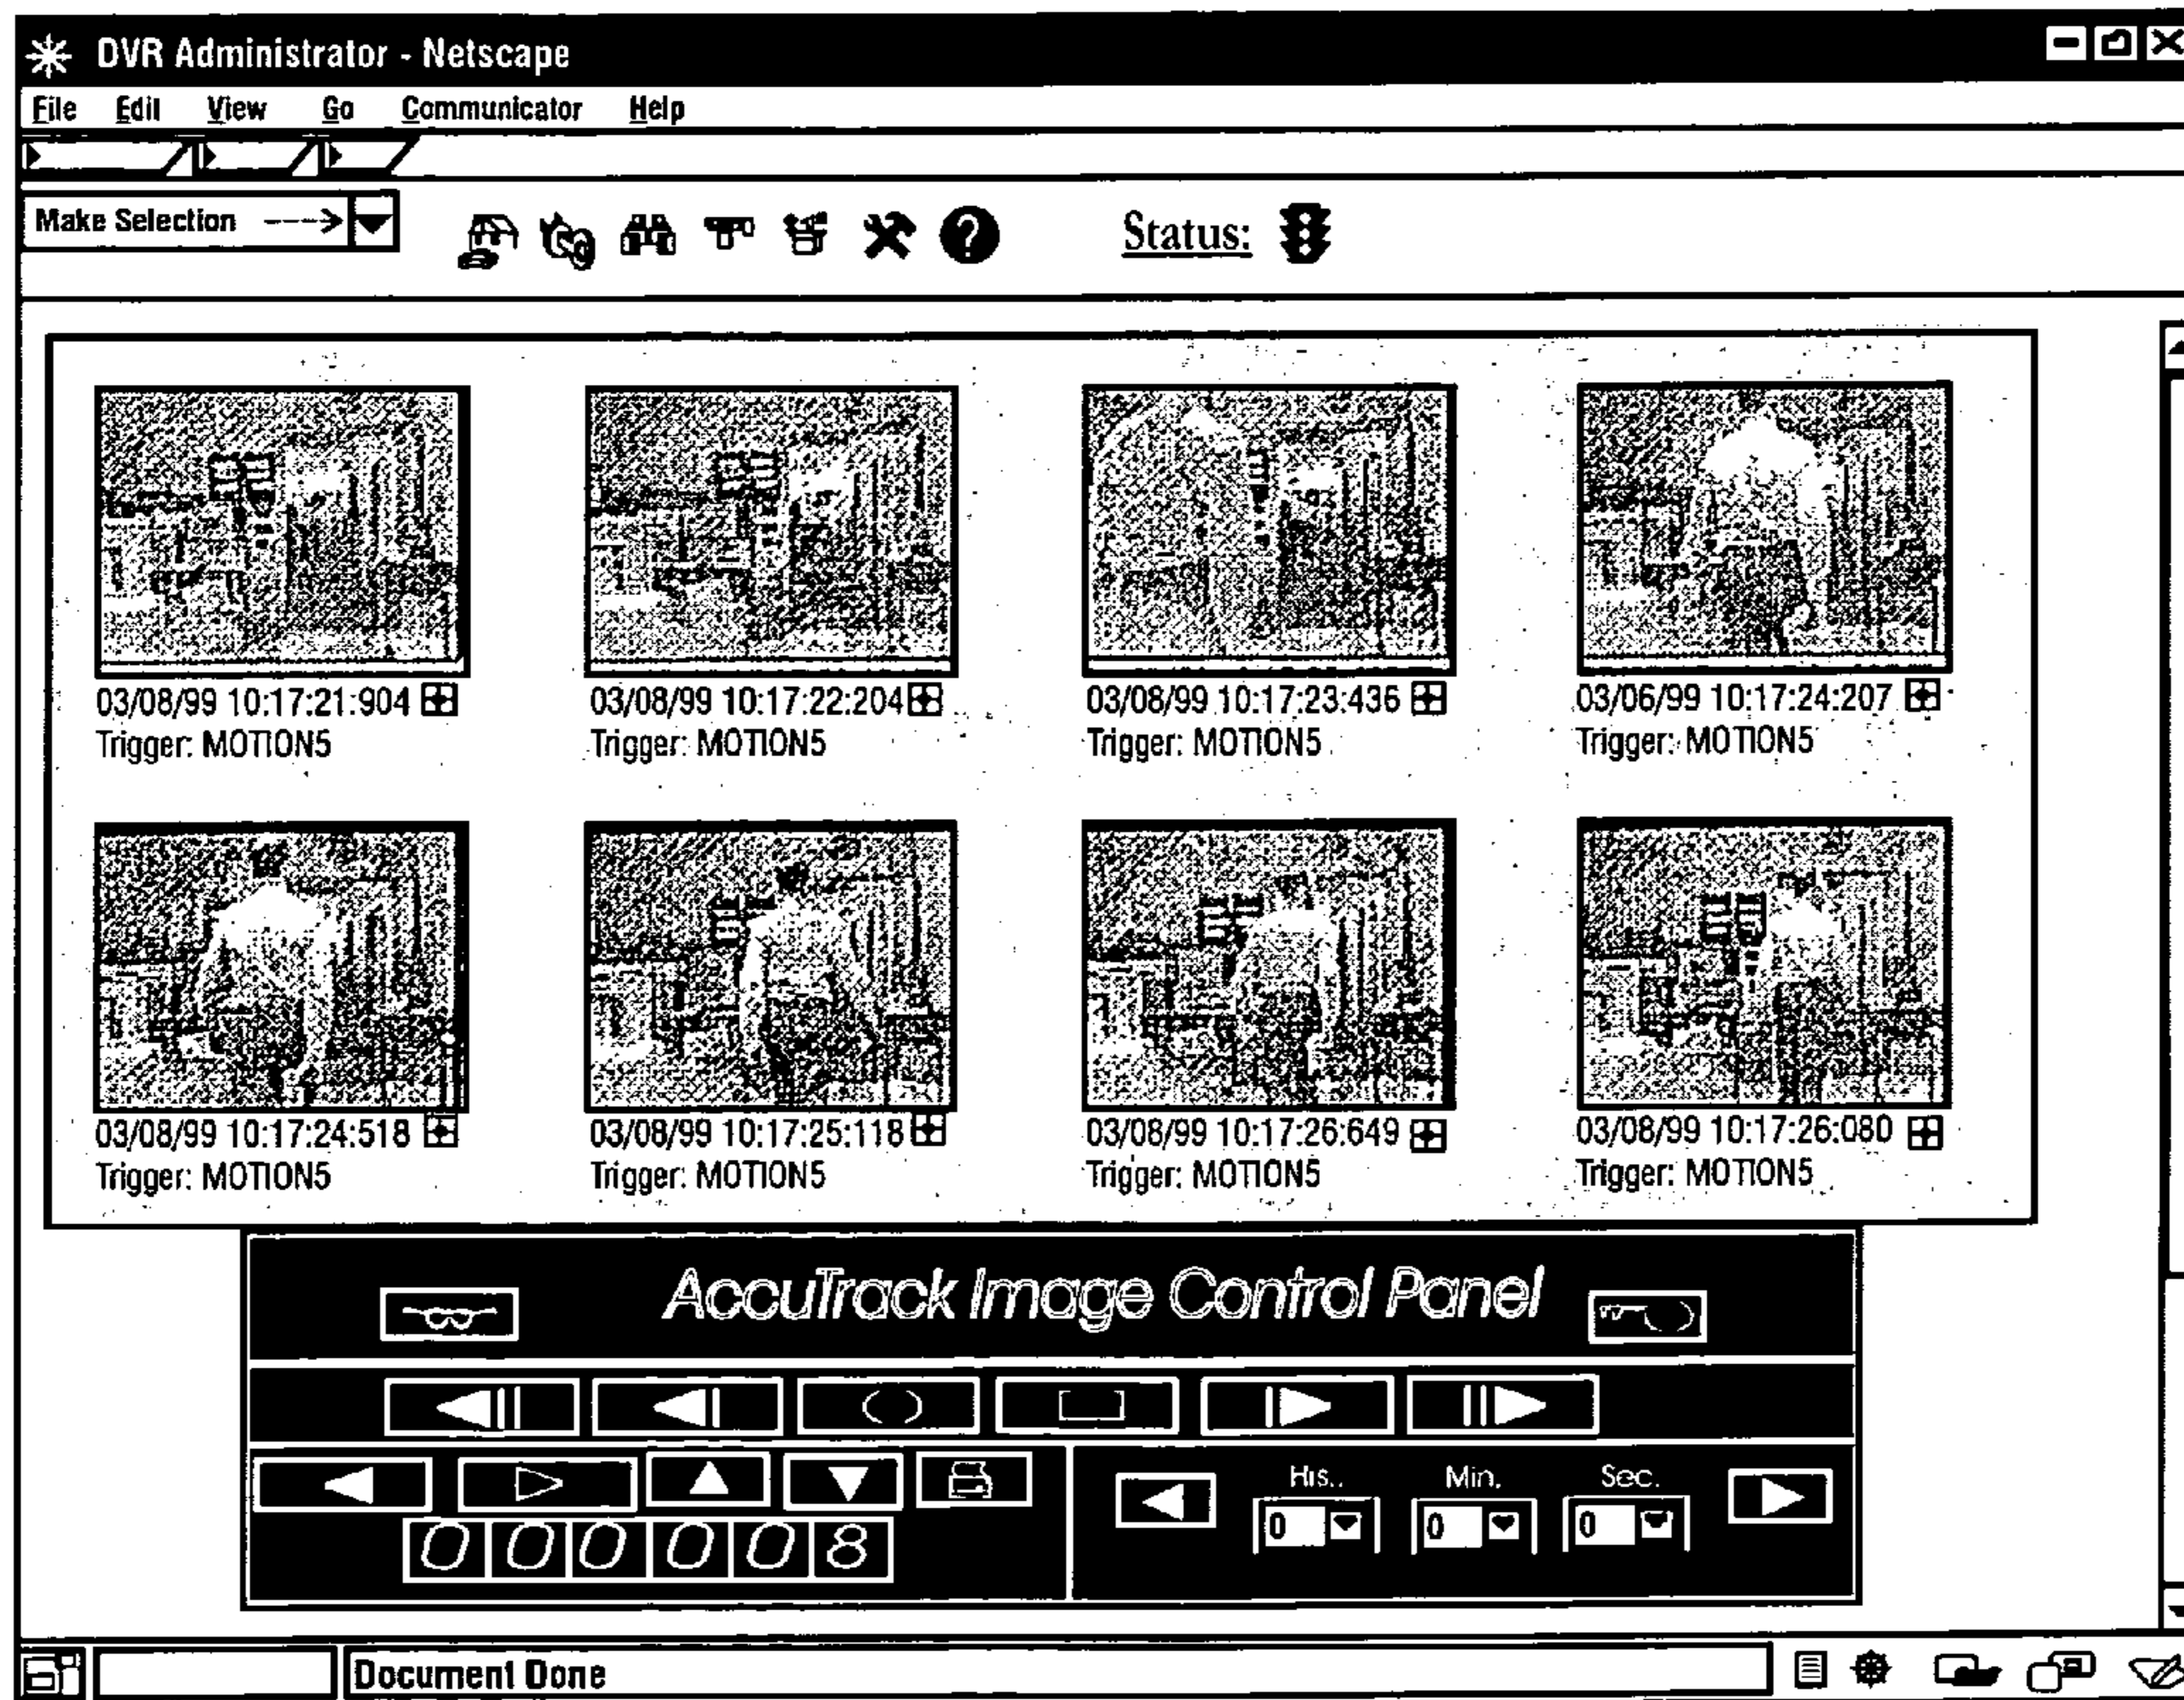 DVR Administrator - Netscape
File Edil View Go Communicator Help
Make Selection ---->
Status:
03/08/99 10:17:21:904 03/08/99 10:17:22:204 03/08/99 10:17:23:436 03/06/99 10:17:24:207
Trigger: MOTION5 Trigger: MOTION5 Trigger: MOTION5 Trigger: MOTION5
03/08/99 10:17:24:518 03/08/99 10:17:25:118 03/08/99 10:17:26:649 03/08/99 10:17:26:080
Trigger: MOTION5 Trigger: MOTION5 Trigger: MOTION5 Trigger: MOTION5
AccuTrack Image Control Panel
His.. Min. Sec.
0 0 0
000008
Document Done